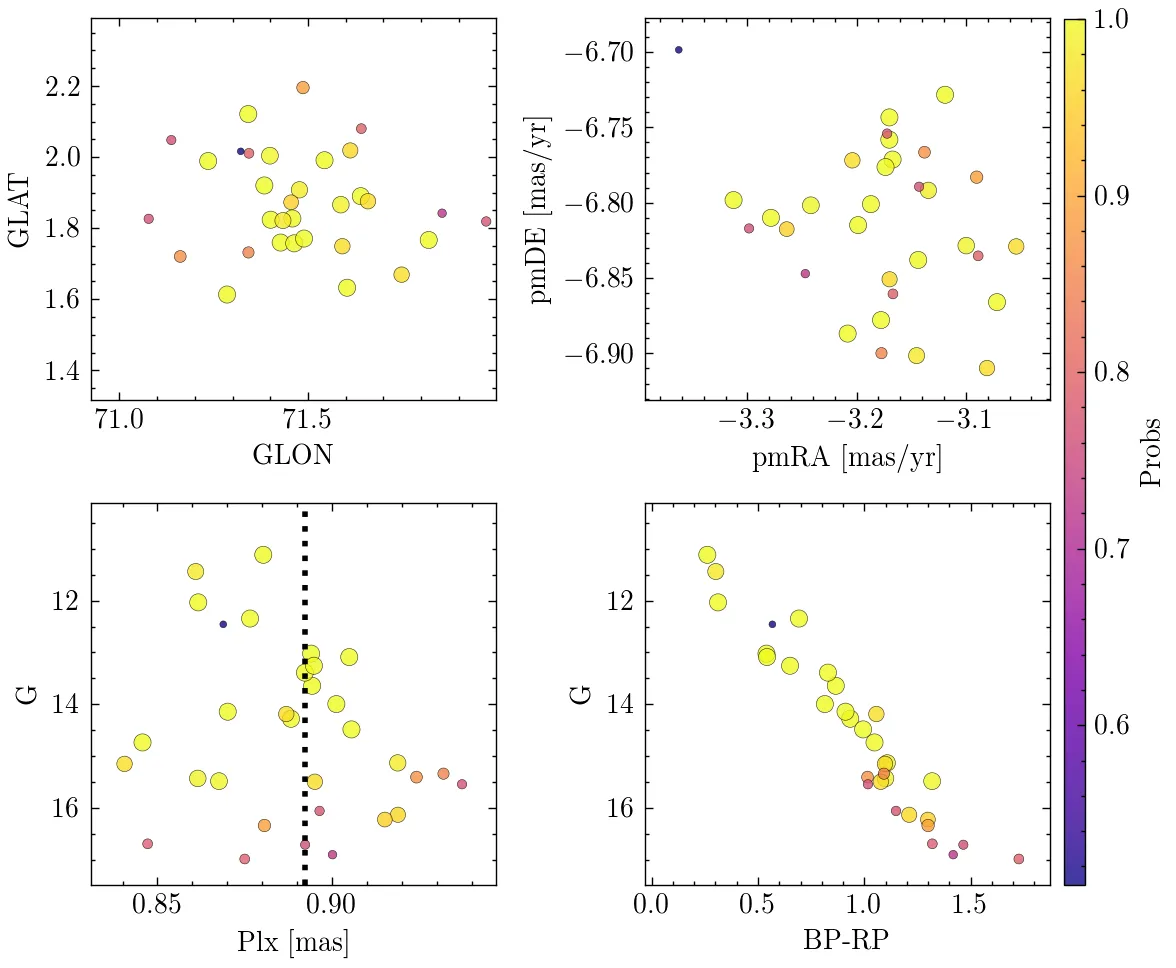 2.2
2.0
1.8
1.6
1.4
GLAT
71.0 71.5
GLON
−6.70
−6.75
−6.80
−6.85
−6.90
pmDE [mas/yr]
−3.3 −3.2 −3.1
pmRA [mas/yr]
1.0
0.9
0.8
0.7
0.6
Probs
12
14
16
G
0.85 0.90
Plx [mas]
12
14
16
G
0.0 0.5 1.0 1.5
BP-RP